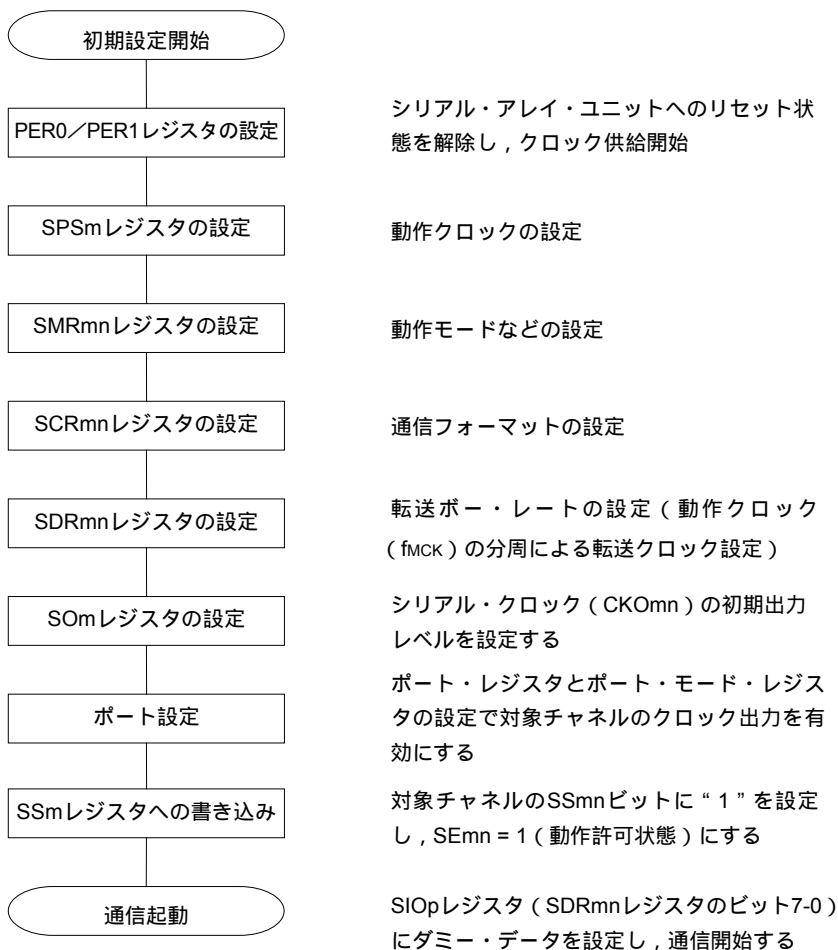 初期設定開始
PER0／PER1レジスタの設定
シリアル・アレイ・ユニットへのリセット状
態を解除し，クロック供給開始
SPSmレジスタの設定
動作クロックの設定
SMRmnレジスタの設定
動作モードなどの設定
SCRmnレジスタの設定
通信フォーマットの設定
SDRmnレジスタの設定
転送ボー・レートの設定（動作クロック
（fMCK）の分周による転送クロック設定）
SOmレジスタの設定
シリアル・クロック（CKOmn）の初期出力
レベルを設定する
ポート設定
ポート・レジスタとポート・モード・レジス
タの設定で対象チャネルのクロック出力を有
効にする
SSmレジスタへの書き込み
対象チャネルのSSmnビットに“1”を設定
し，SEmn = 1（動作許可状態）にする
通信起動
SIOpレジスタ（SDRmnレジスタのビット7-0）
にダミー・データを設定し，通信開始する